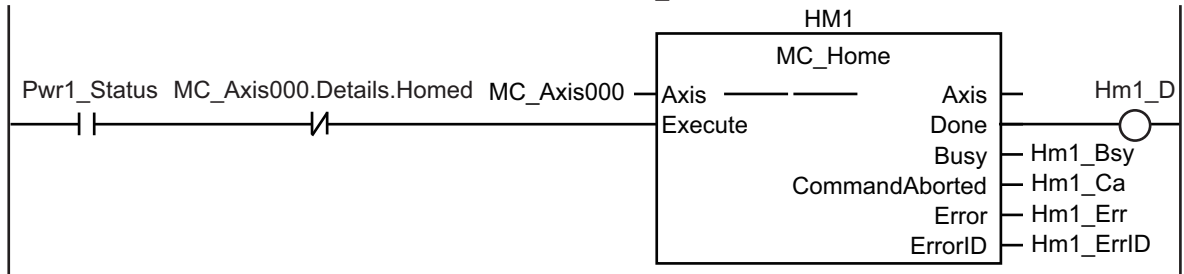 HM1
MC_Home
Pwr1_Status MC_Axis000.Details.Homed MC_Axis000 Axis Axis Hm1_D
Execute Done
Busy Hm1_Bsy
CommandAborted Hm1_Ca
Error Hm1_Err
ErrorID Hm1_ErrID